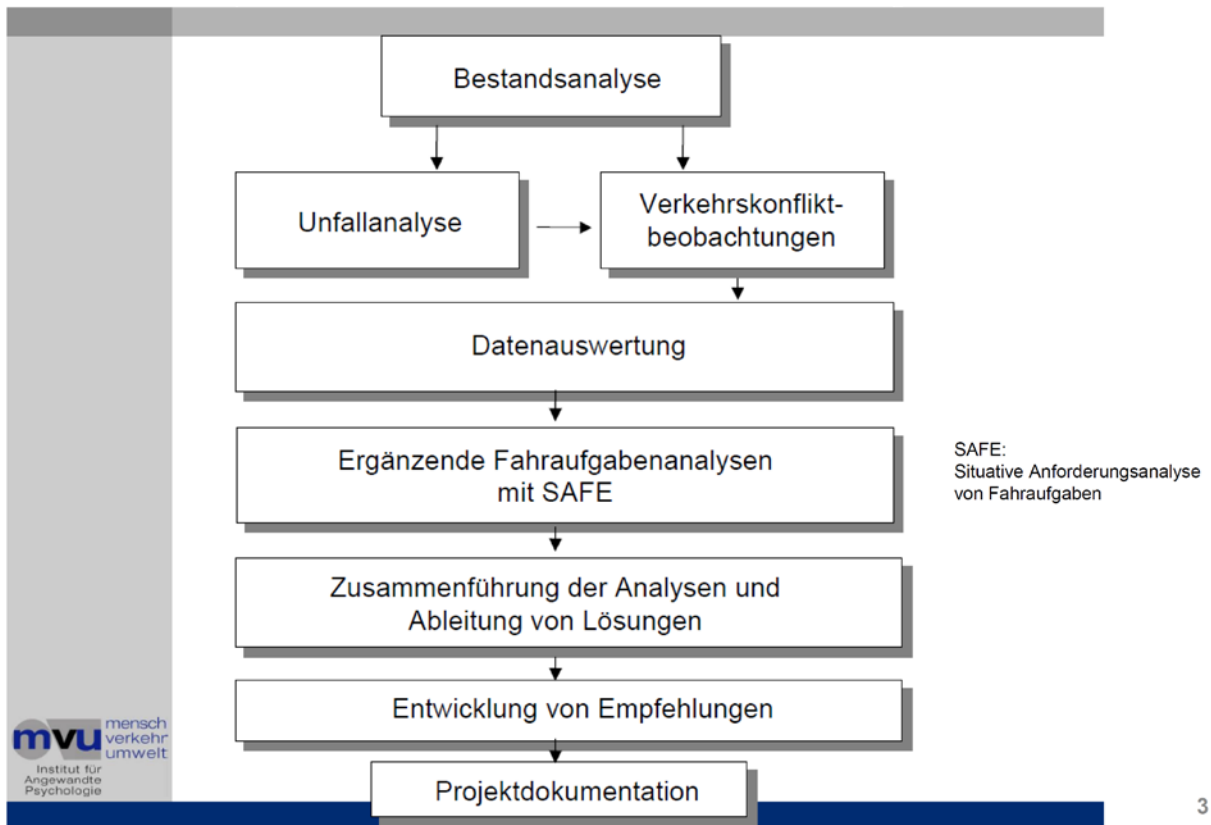 Bestandsanalyse
Unfallanalyse
Verkehrskonflikt-
beobachtungen
Datenauswertung
Ergänzende Fahraufgabenanalysen
mit SAFE
SAFE:
Situative Anforderungsanalyse
von Fahraufgaben
Zusammenführung der Analysen und
Ableitung von Lösungen
Entwicklung von Empfehlungen
Projektdokumentation
mvu
mensch
verkehr
umwelt
Institut für
Angewandte
Psychologie
3